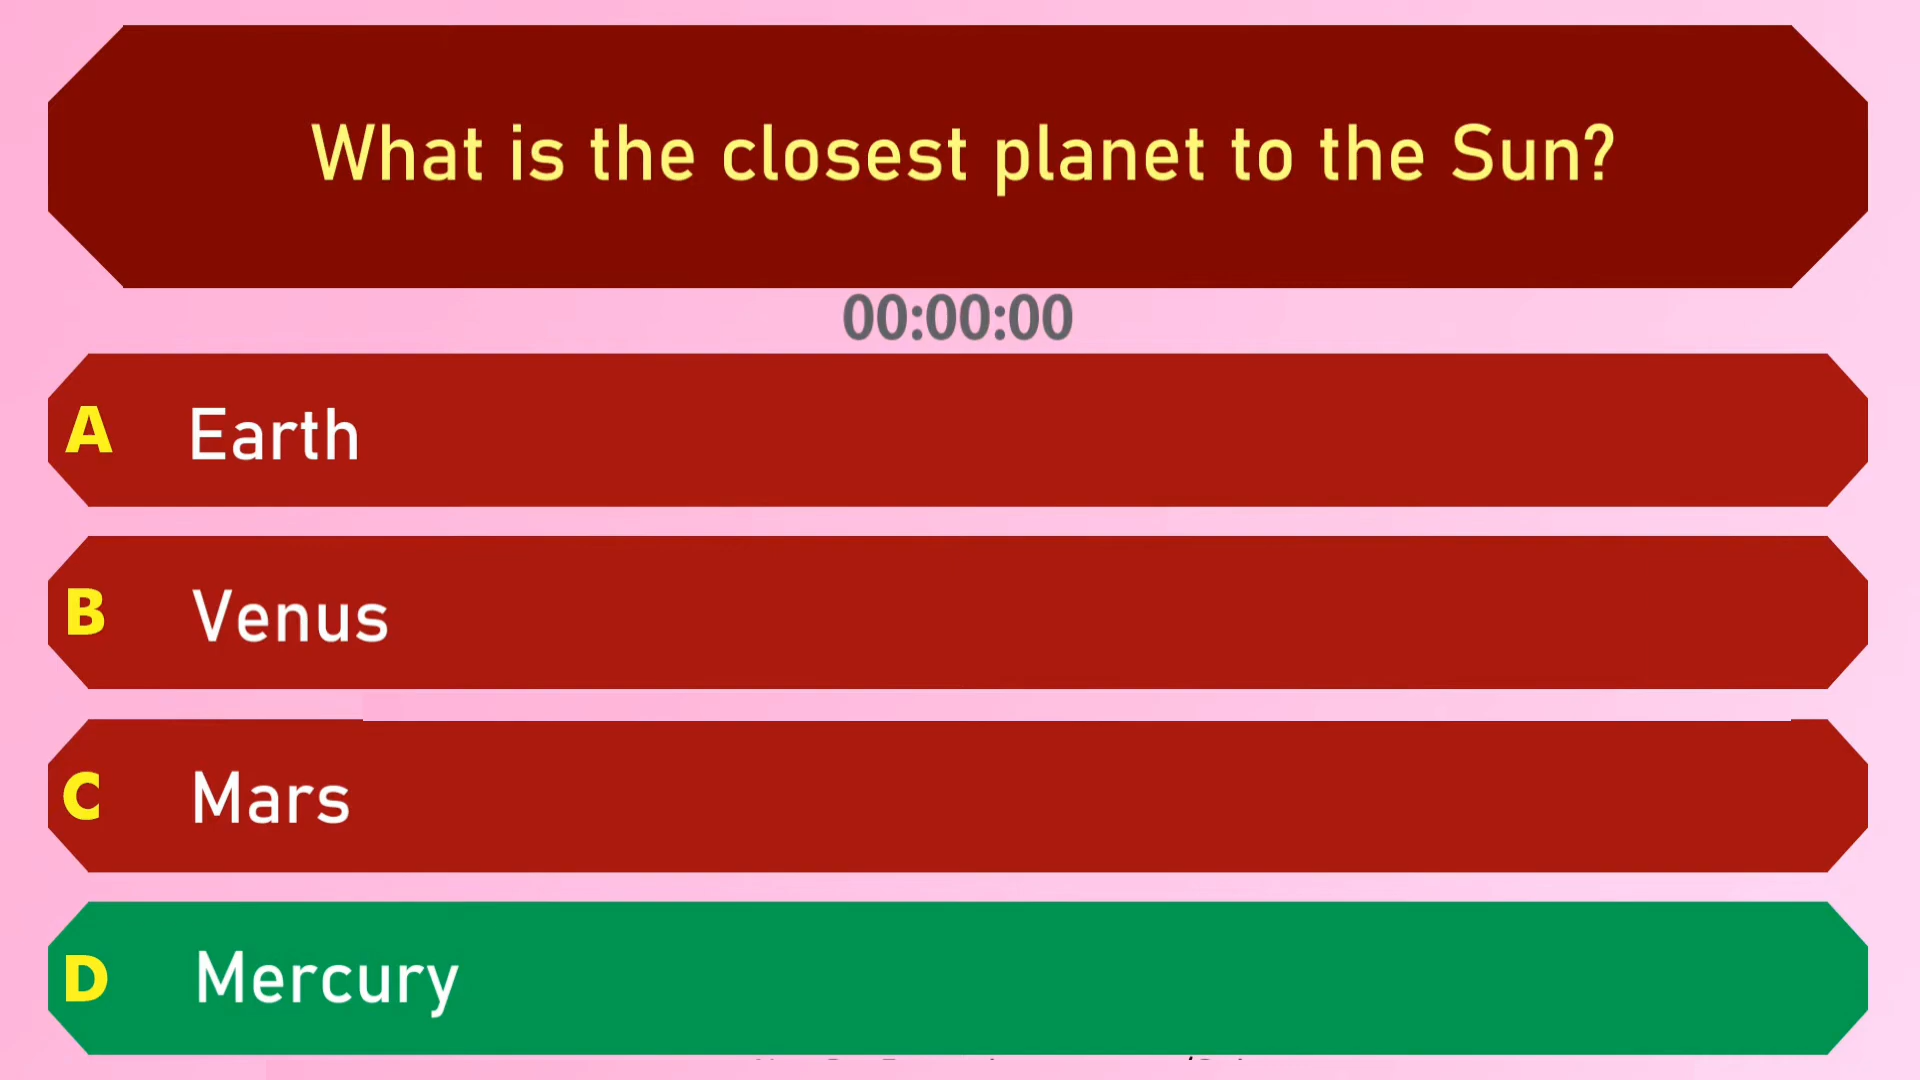 What is the closest planet to the Sun?
00:00:00
A Earth
B Venus
C Mars
D Mercury